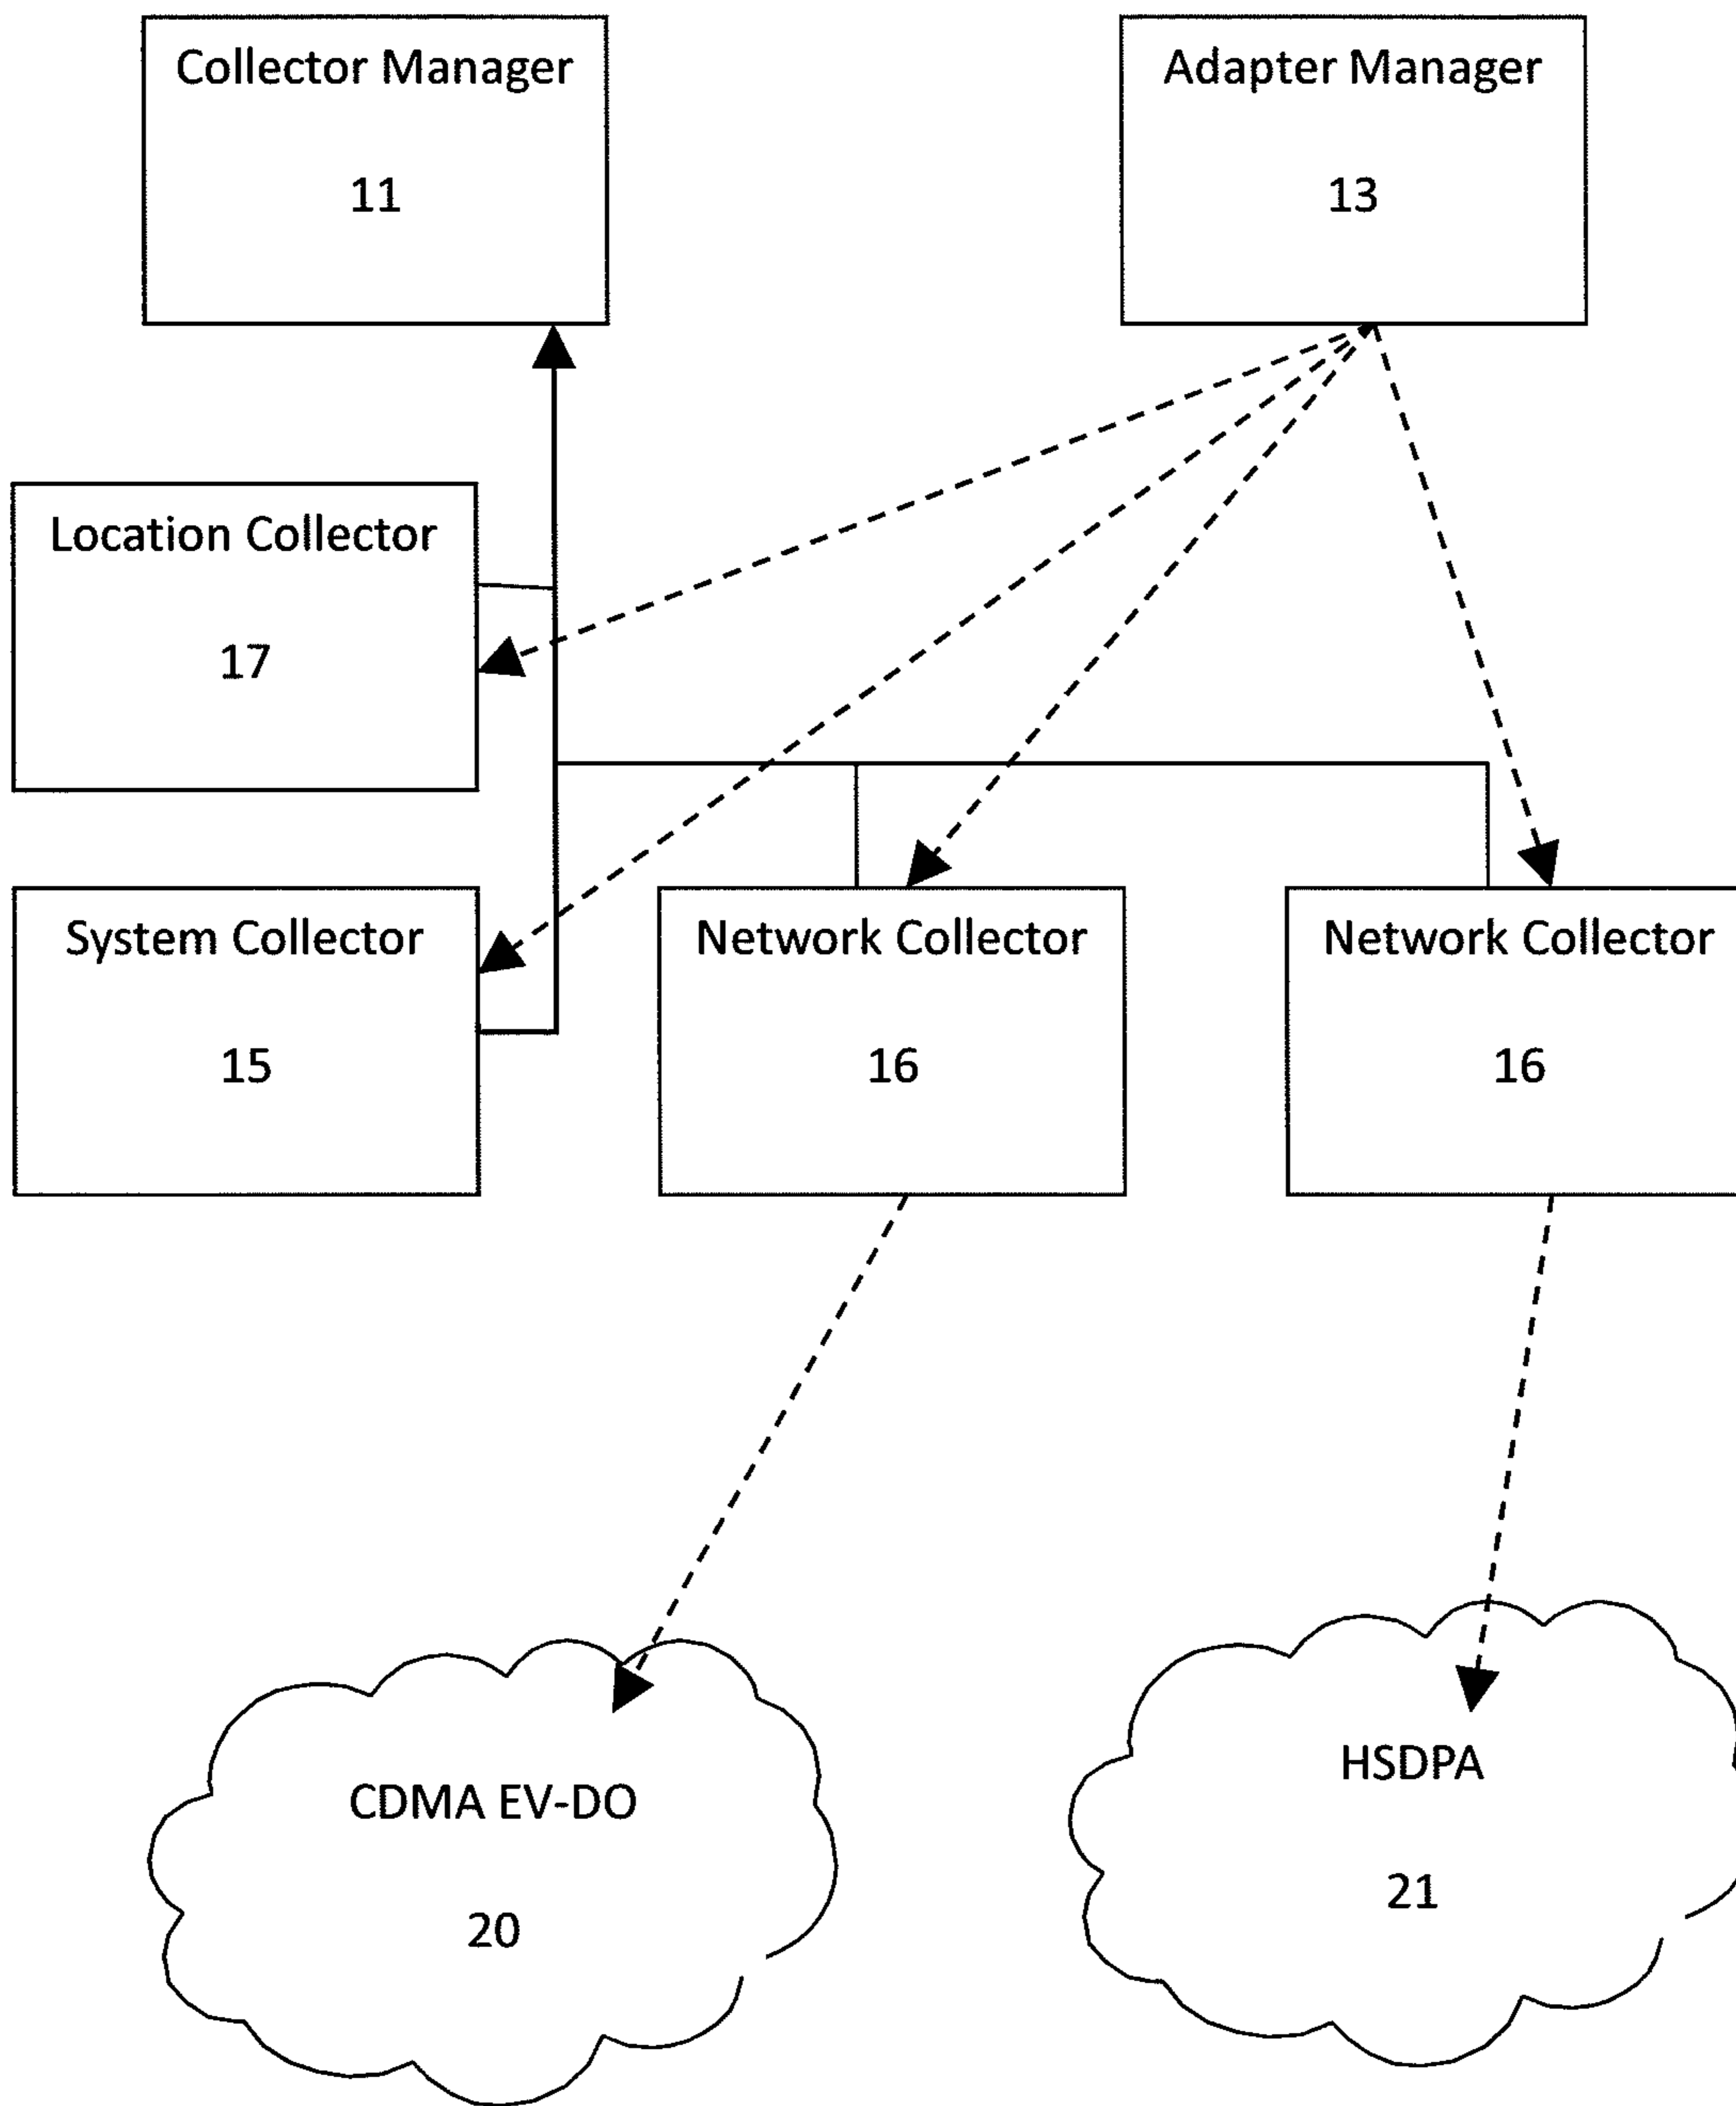 Collector Manager
11
Adapter Manager
13
Location Collector
17
System Collector
15
Network Collector
16
Network Collector
16
CDMA EV-DO
20
HSDPA
21